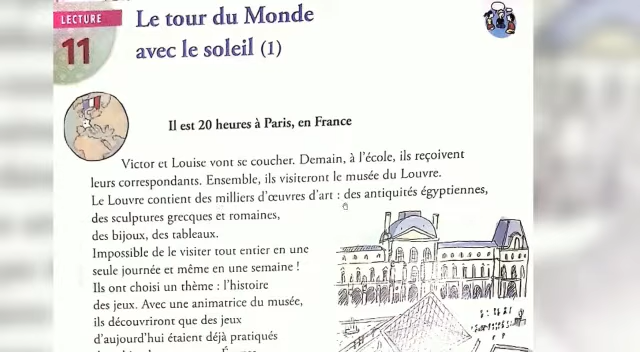 LECTURE
11
Le tour du Monde
avec le soleil (1)
Il est 20 heures à Paris, en France
Victor et Louise vont se coucher. Demain, à l'école, ils reçoivent
leurs correspondants. Ensemble, ils visiteront le musée du Louvre.
Le Louvre contient des milliers d'œuvres d'art : des antiquités égyptiennes,
des sculptures grecques et romaines,
des bijoux, des tableaux.
Impossible de le visiter tout entier en une
seule journée et même en une semaine !
Ils ont choisi un thème : l'histoire
des jeux. Avec une animatrice du musée,
ils découvriront que des jeux
d'aujourd'hui étaient déjà pratiqués